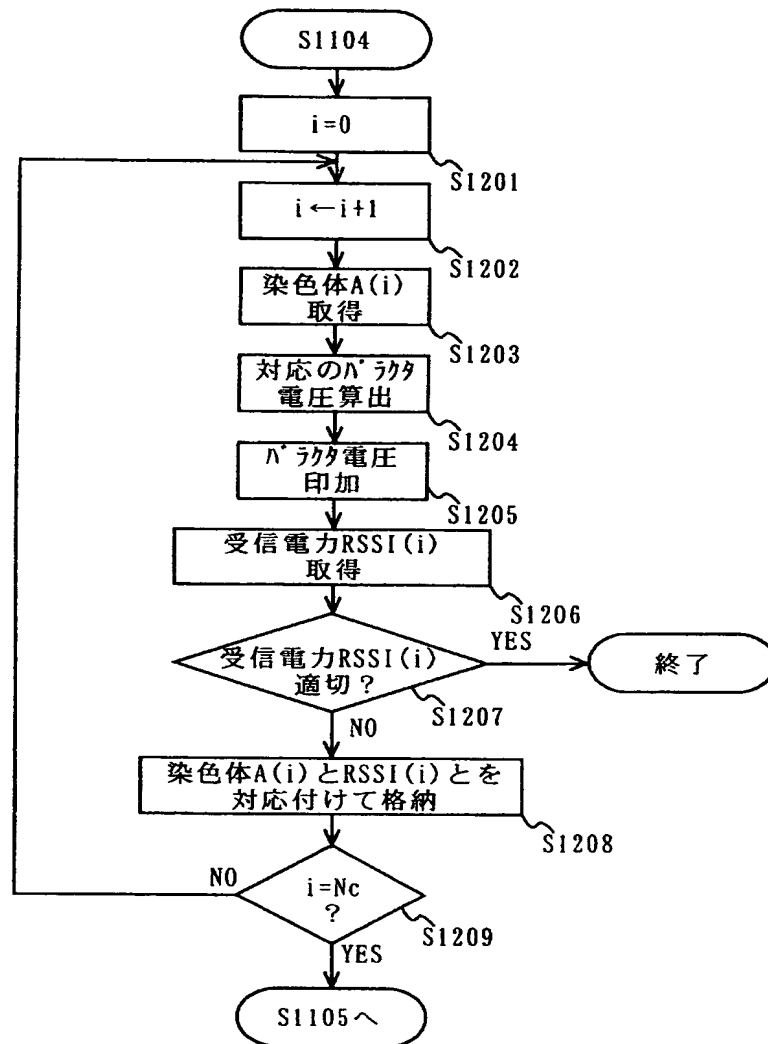 S1104
i=0
S1201
i←i+1
S1202
染色体A(i)
取得
S1203
対応のバラクタ
電圧算出
S1204
バラクタ電圧
印加
S1205
受信電力RSSI(i)
取得
S1206
受信電力RSSI(i)
適切?
S1207
YES
終了
NO
染色体A(i)とRSSI(i)とを
対応付けて格納
S1208
NO
i=Nc
?
S1209
YES
S1105へ